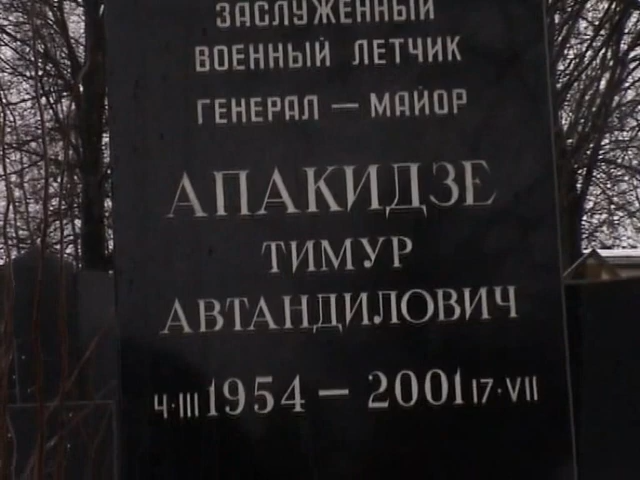 ЗАСЛУЖЕННЫЙ
ВОЕННЫЙ ЛЕТЧИК
ГЕНЕРАЛ — МАЙОР
АПАКИДЗЕ
ТИМУР
АВТАНДИЛОВИЧ
4·III 1954 — 2001 17·VII